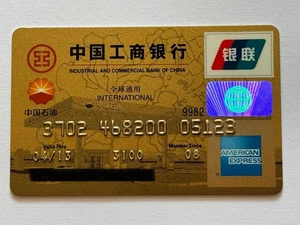 中国工商银行
INDUSTRIAL AND COMMERCIAL BANK OF CHINA
银联
全球通用
INTERNATIONAL
中国石油
9982
3702 468200 05123
Valid Thru
Member Since
04/13 3100 08
AMERICAN
EXPRESS